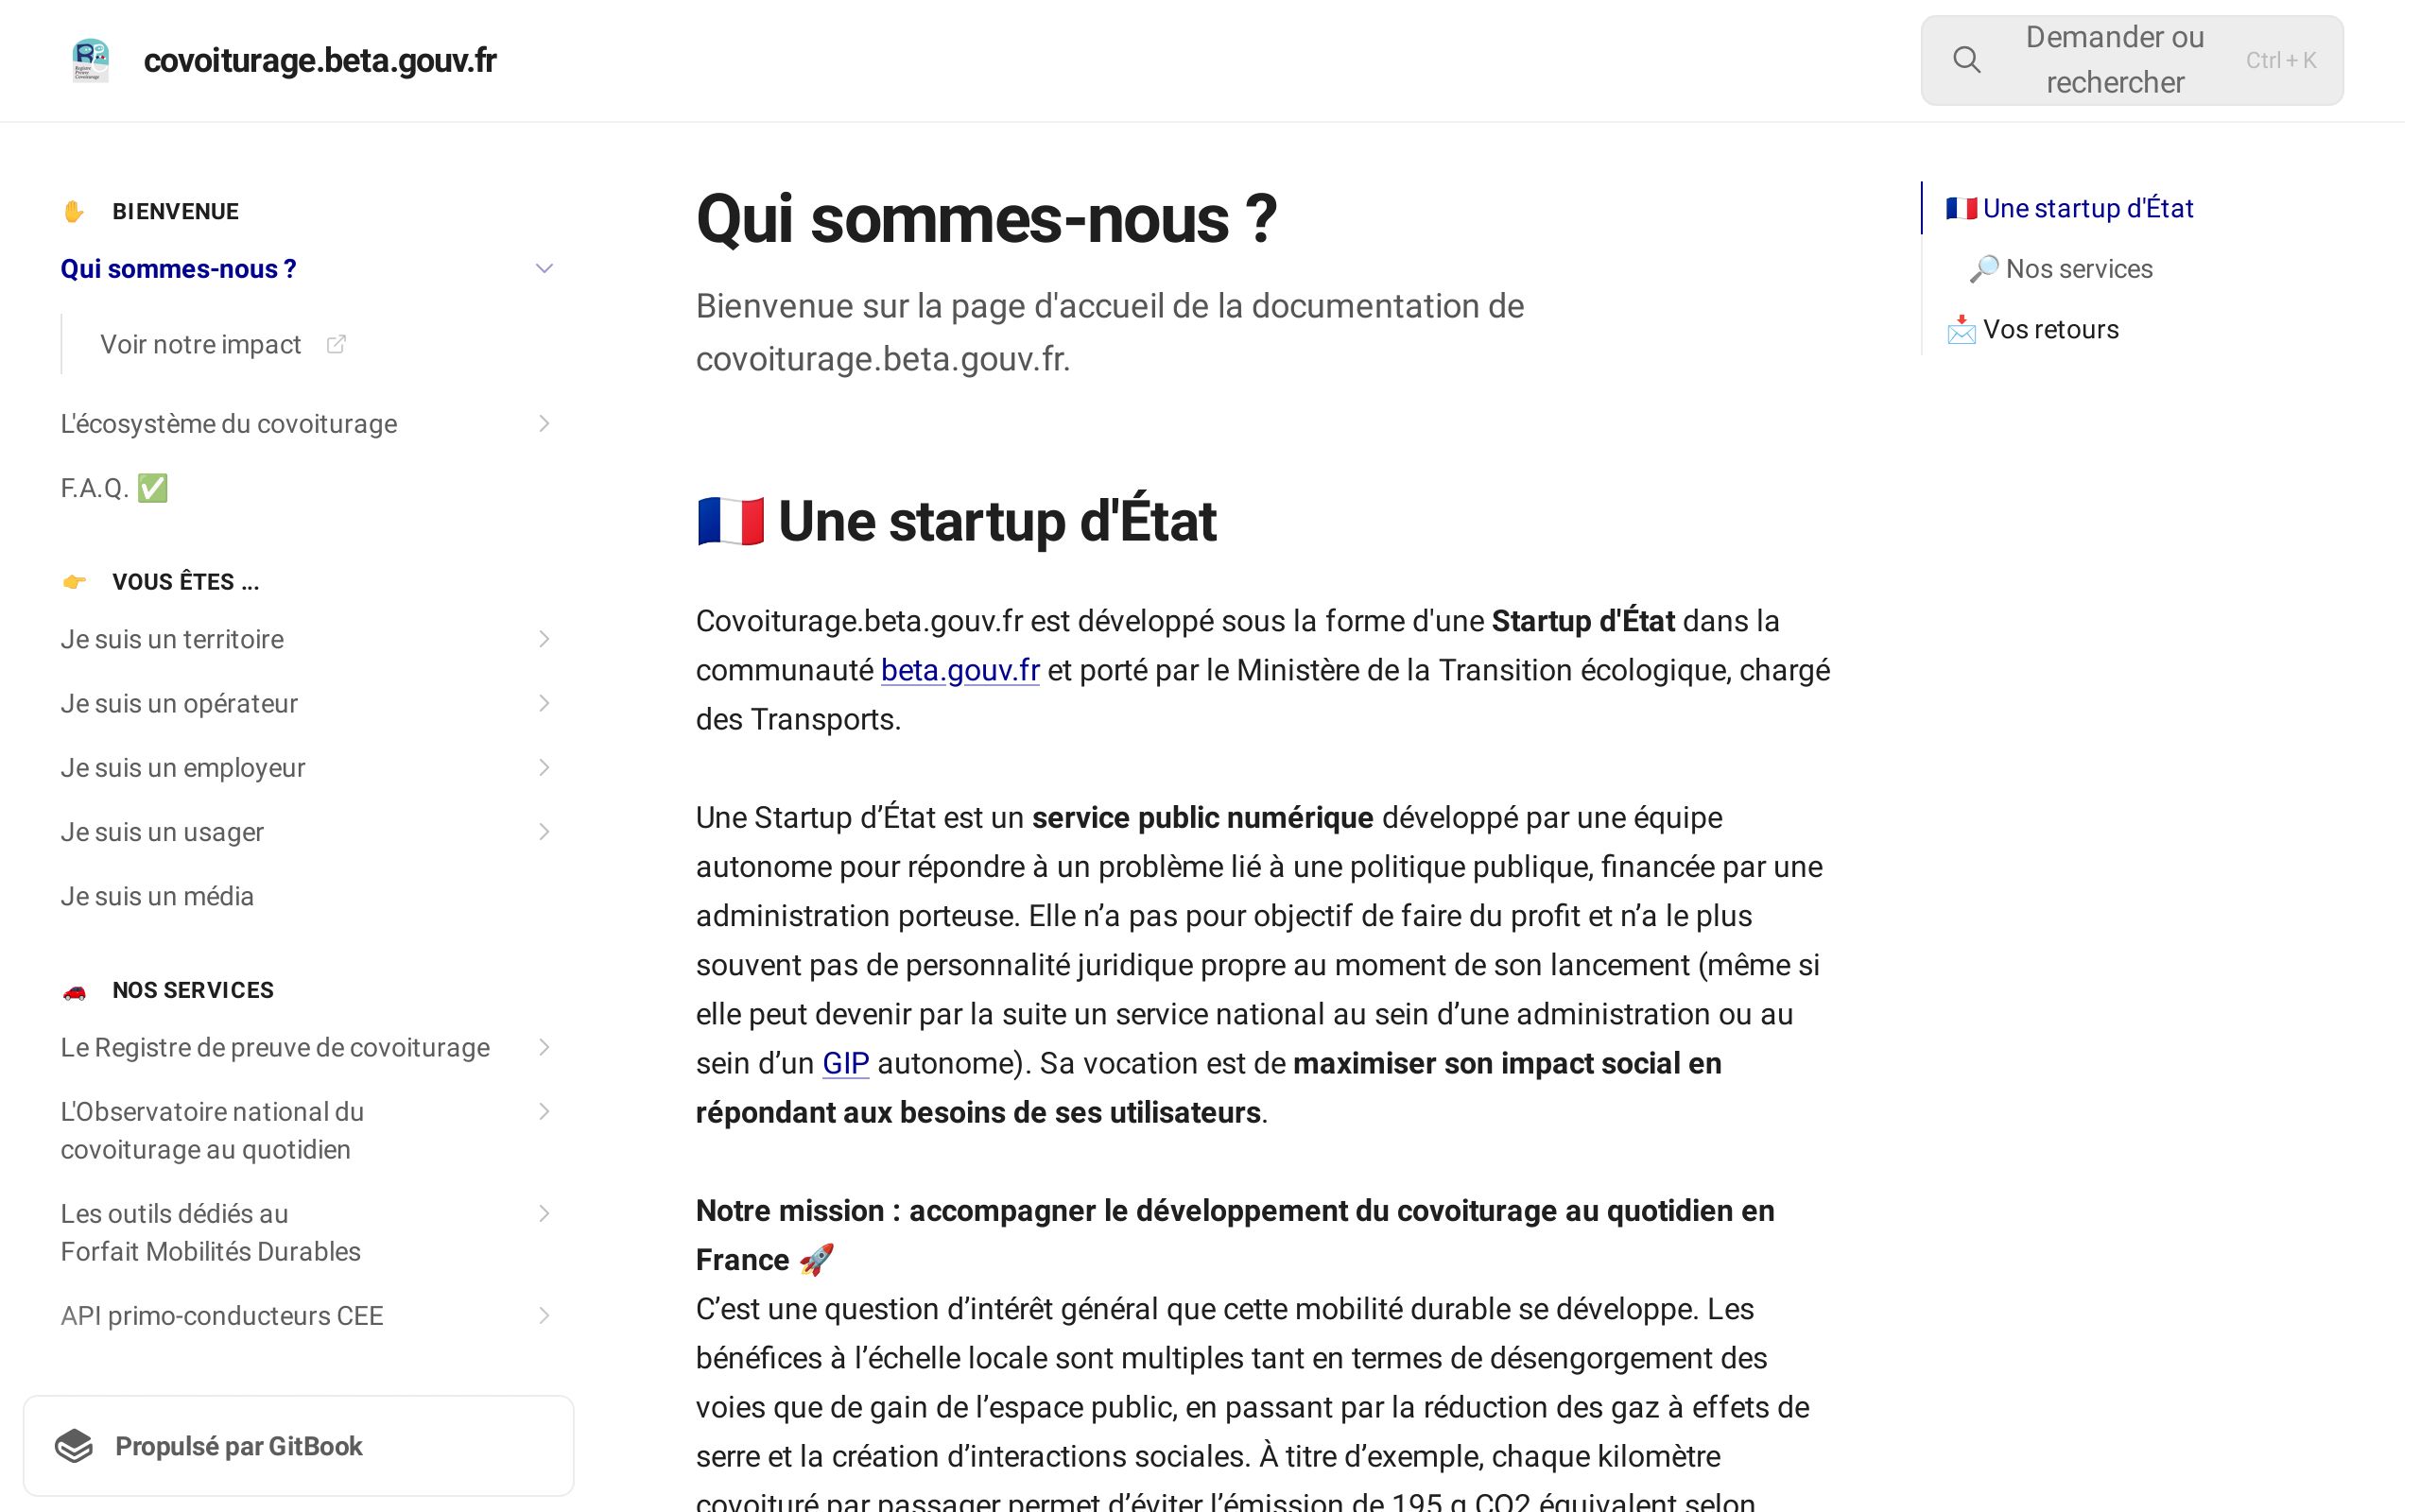 covoiturage.beta.gouv.fr
Demander ou
rechercher
Ctrl + K
✋ BIENVENUE
Qui sommes-nous ?
Voir notre impact
L'écosystème du covoiturage
F.A.Q. ✅
👉 VOUS ÊTES ...
Je suis un territoire
Je suis un opérateur
Je suis un employeur
Je suis un usager
Je suis un média
🚗 NOS SERVICES
Le Registre de preuve de covoiturage
L'Observatoire national du
covoiturage au quotidien
Les outils dédiés au
Forfait Mobilités Durables
API primo-conducteurs CEE
Propulsé par GitBook
Qui sommes-nous ?
Bienvenue sur la page d'accueil de la documentation de
covoiturage.beta.gouv.fr.
🇫🇷 Une startup d'État
Covoiturage.beta.gouv.fr est développé sous la forme d'une Startup d'État dans la
communauté beta.gouv.fr et porté par le Ministère de la Transition écologique, chargé
des Transports.
Une Startup d’État est un service public numérique développé par une équipe
autonome pour répondre à un problème lié à une politique publique, financée par une
administration porteuse. Elle n’a pas pour objectif de faire du profit et n’a le plus
souvent pas de personnalité juridique propre au moment de son lancement (même si
elle peut devenir par la suite un service national au sein d’une administration ou au
sein d’un GIP autonome). Sa vocation est de maximiser son impact social en
répondant aux besoins de ses utilisateurs.
Notre mission : accompagner le développement du covoiturage au quotidien en
France 🚀
C’est une question d’intérêt général que cette mobilité durable se développe. Les
bénéfices à l’échelle locale sont multiples tant en termes de désengorgement des
voies que de gain de l’espace public, en passant par la réduction des gaz à effets de
serre et la création d’interactions sociales. À titre d’exemple, chaque kilomètre
covoituré par passager permet d’éviter l’émission de 195 g CO2 équivalent selon
🇫🇷 Une startup d'État
🔎 Nos services
📩 Vos retours